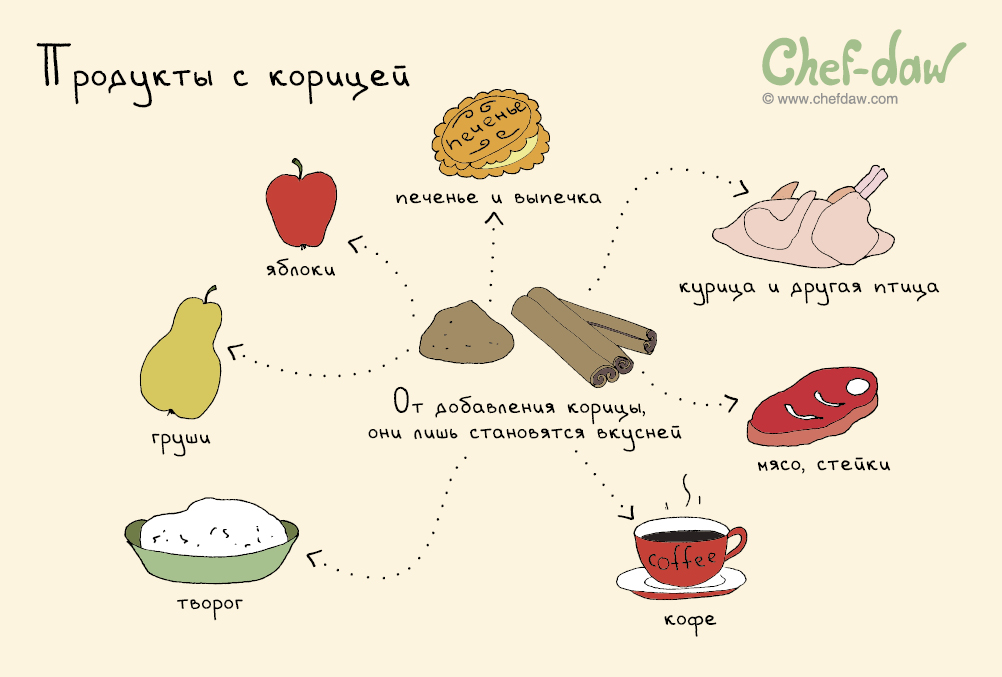 Продукты с корицей
Chef-daw
© www.chefdaw.com
печенье
печенье и выпечка
яблоки
курица и другая птица
груши
От добавления корицы,
они лишь становятся вкусней
мясо, стейки
творог
coffee
кофе